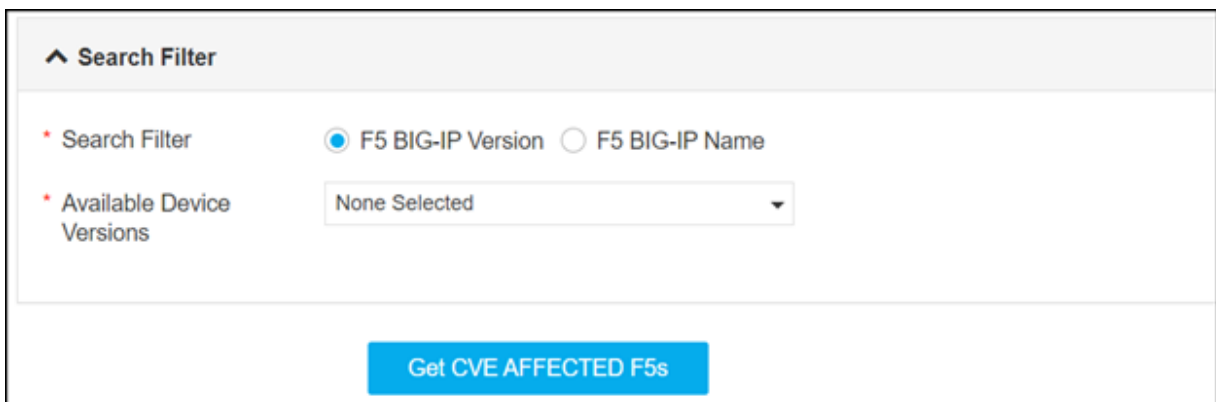 Search Filter
* Search Filter F5 BIG-IP Version F5 BIG-IP Name
* Available Device Versions None Selected
Get CVE AFFECTED F5s